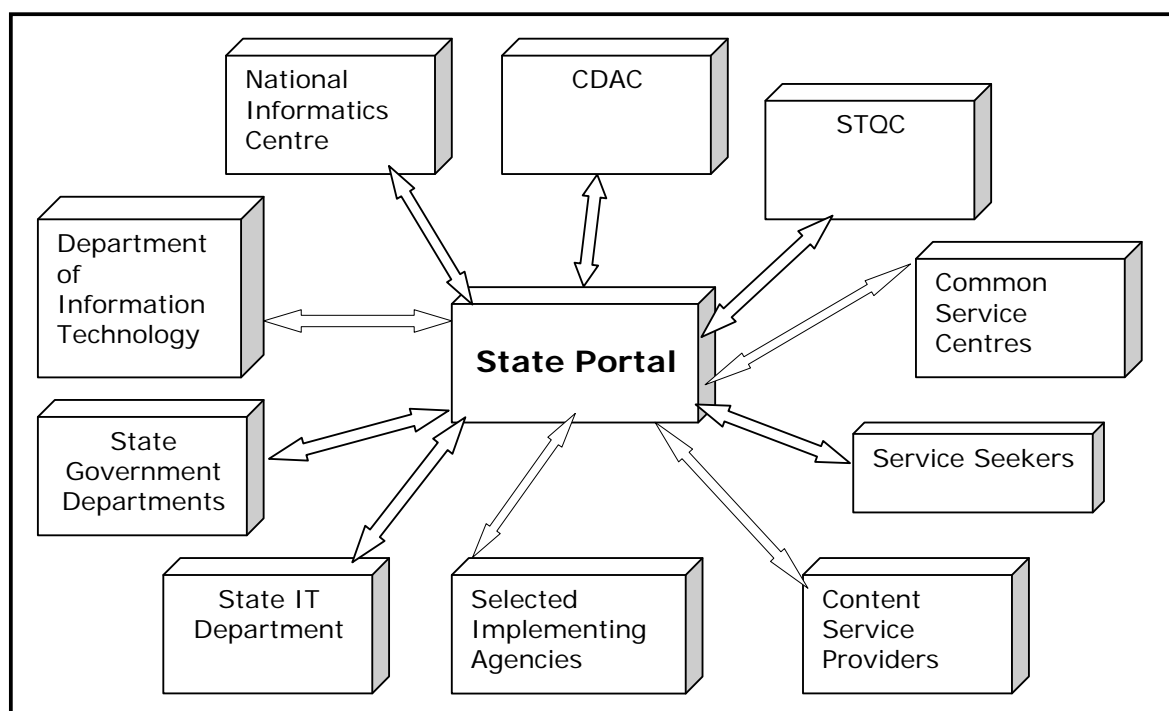 National
Informatics
Centre
CDAC
STQC
Department
of
Information
Technology
Common
Service
Centres
State Portal
State
Government
Departments
Service Seekers
State IT
Department
Selected
Implementing
Agencies
Content
Service
Providers